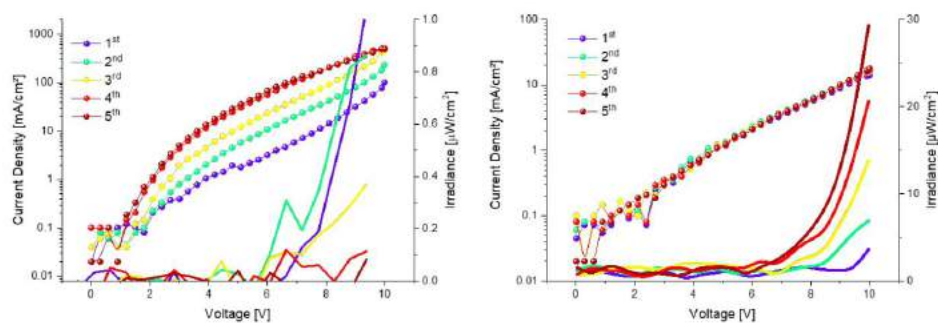 1000
100
10
1
0.1
0.01
Current Density [mA/cm²]
1st
2nd
3rd
4th
5th
0 2 4 6 8 10
Voltage [V]
1.0
0.8
0.6
0.4
0.2
0.0
Irradiance [µW/cm²]
100
10
1
0.1
0.01
Current Density [mA/cm²]
1st
2nd
3rd
4th
5th
0 2 4 6 8 10
Voltage [V]
30
20
10
0
Irradiance [µW/cm²]